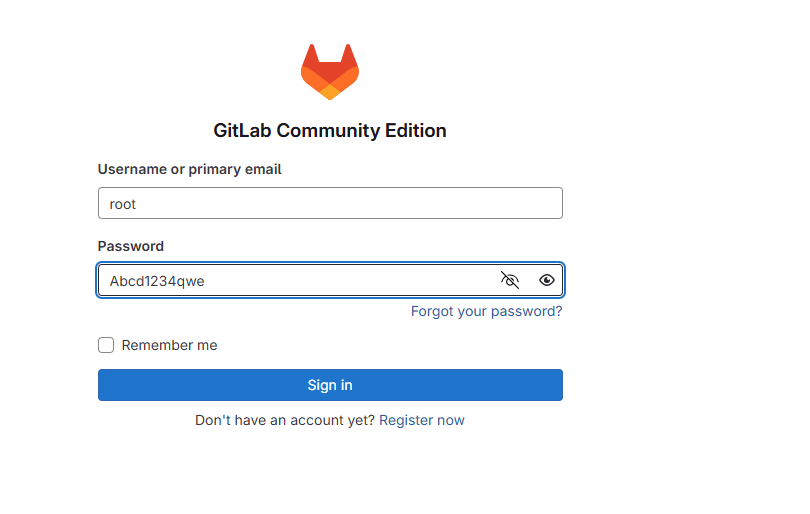 GitLab Community Edition
Username or primary email
root
Password
Abcd1234qwe
Forgot your password?
Remember me
Sign in
Don't have an account yet? Register now